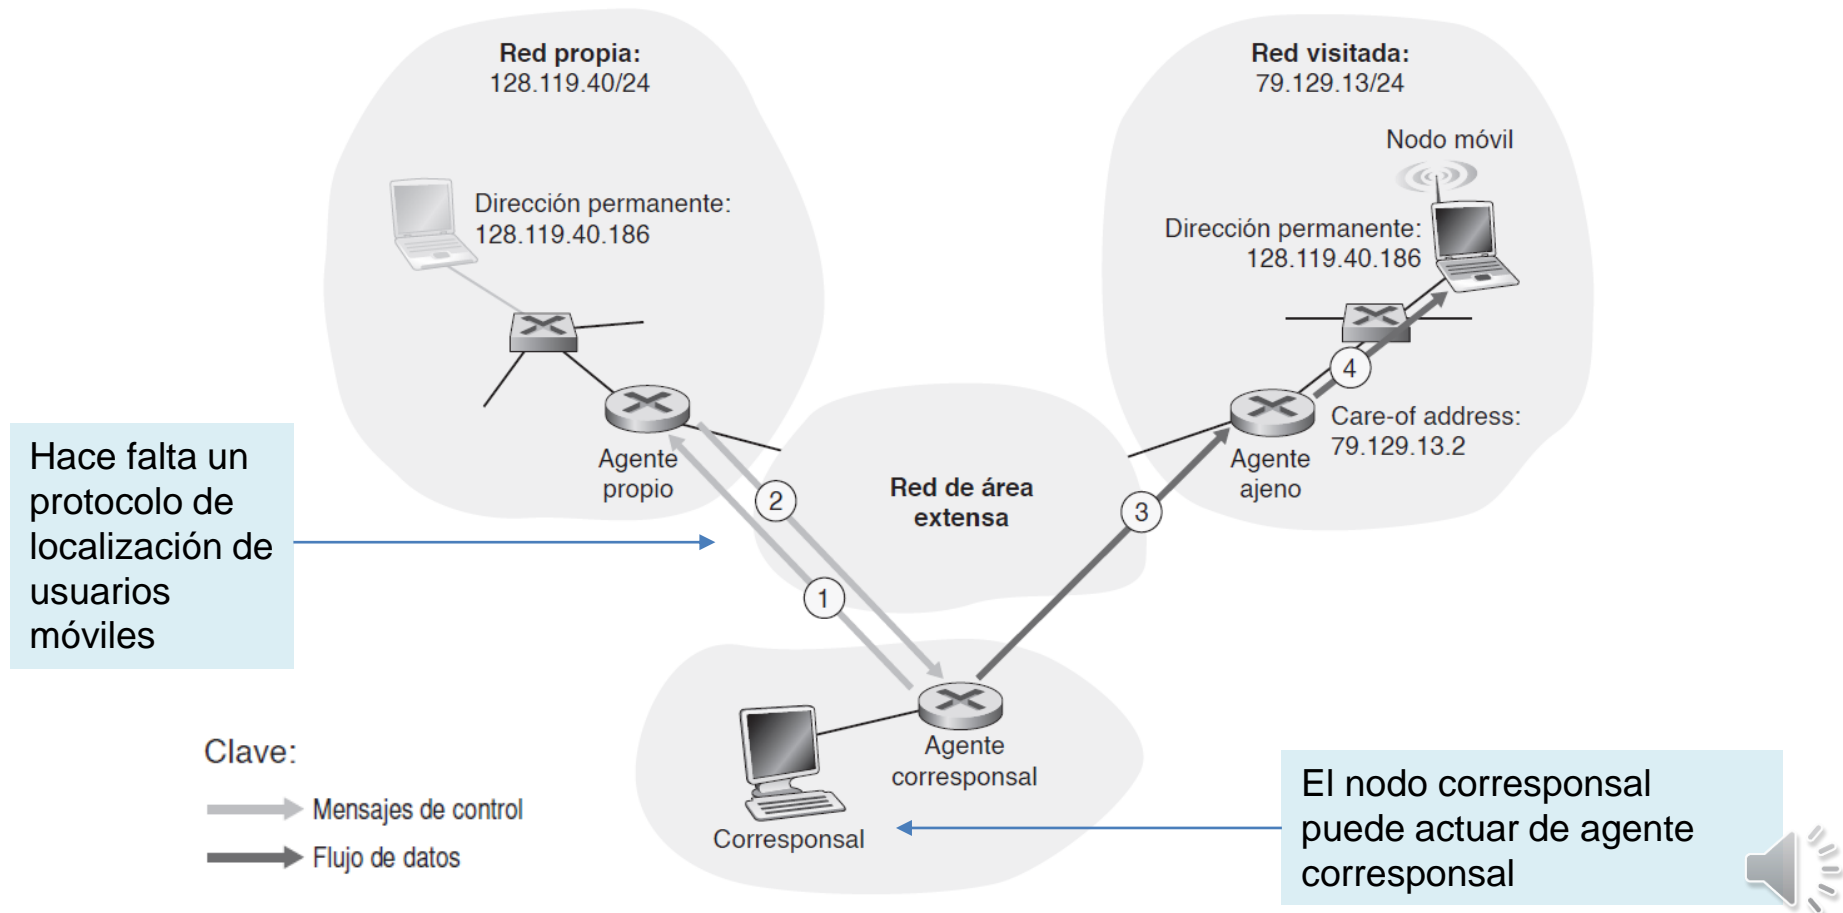 Red propia:
128.119.40/24
Red visitada:
79.129.13/24
Nodo móvil
Dirección permanente:
128.119.40.186
Dirección permanente:
128.119.40.186
4
Care-of address:
79.129.13.2
Agente
propio
Agente
ajeno
Hace falta un
protocolo de
localización de
usuarios
móviles
2
Red de área
extensa
3
1
Agente
corresponsal
Corresponsal
Clave:
Mensajes de control
Flujo de datos
El nodo corresponsal
puede actuar de agente
corresponsal